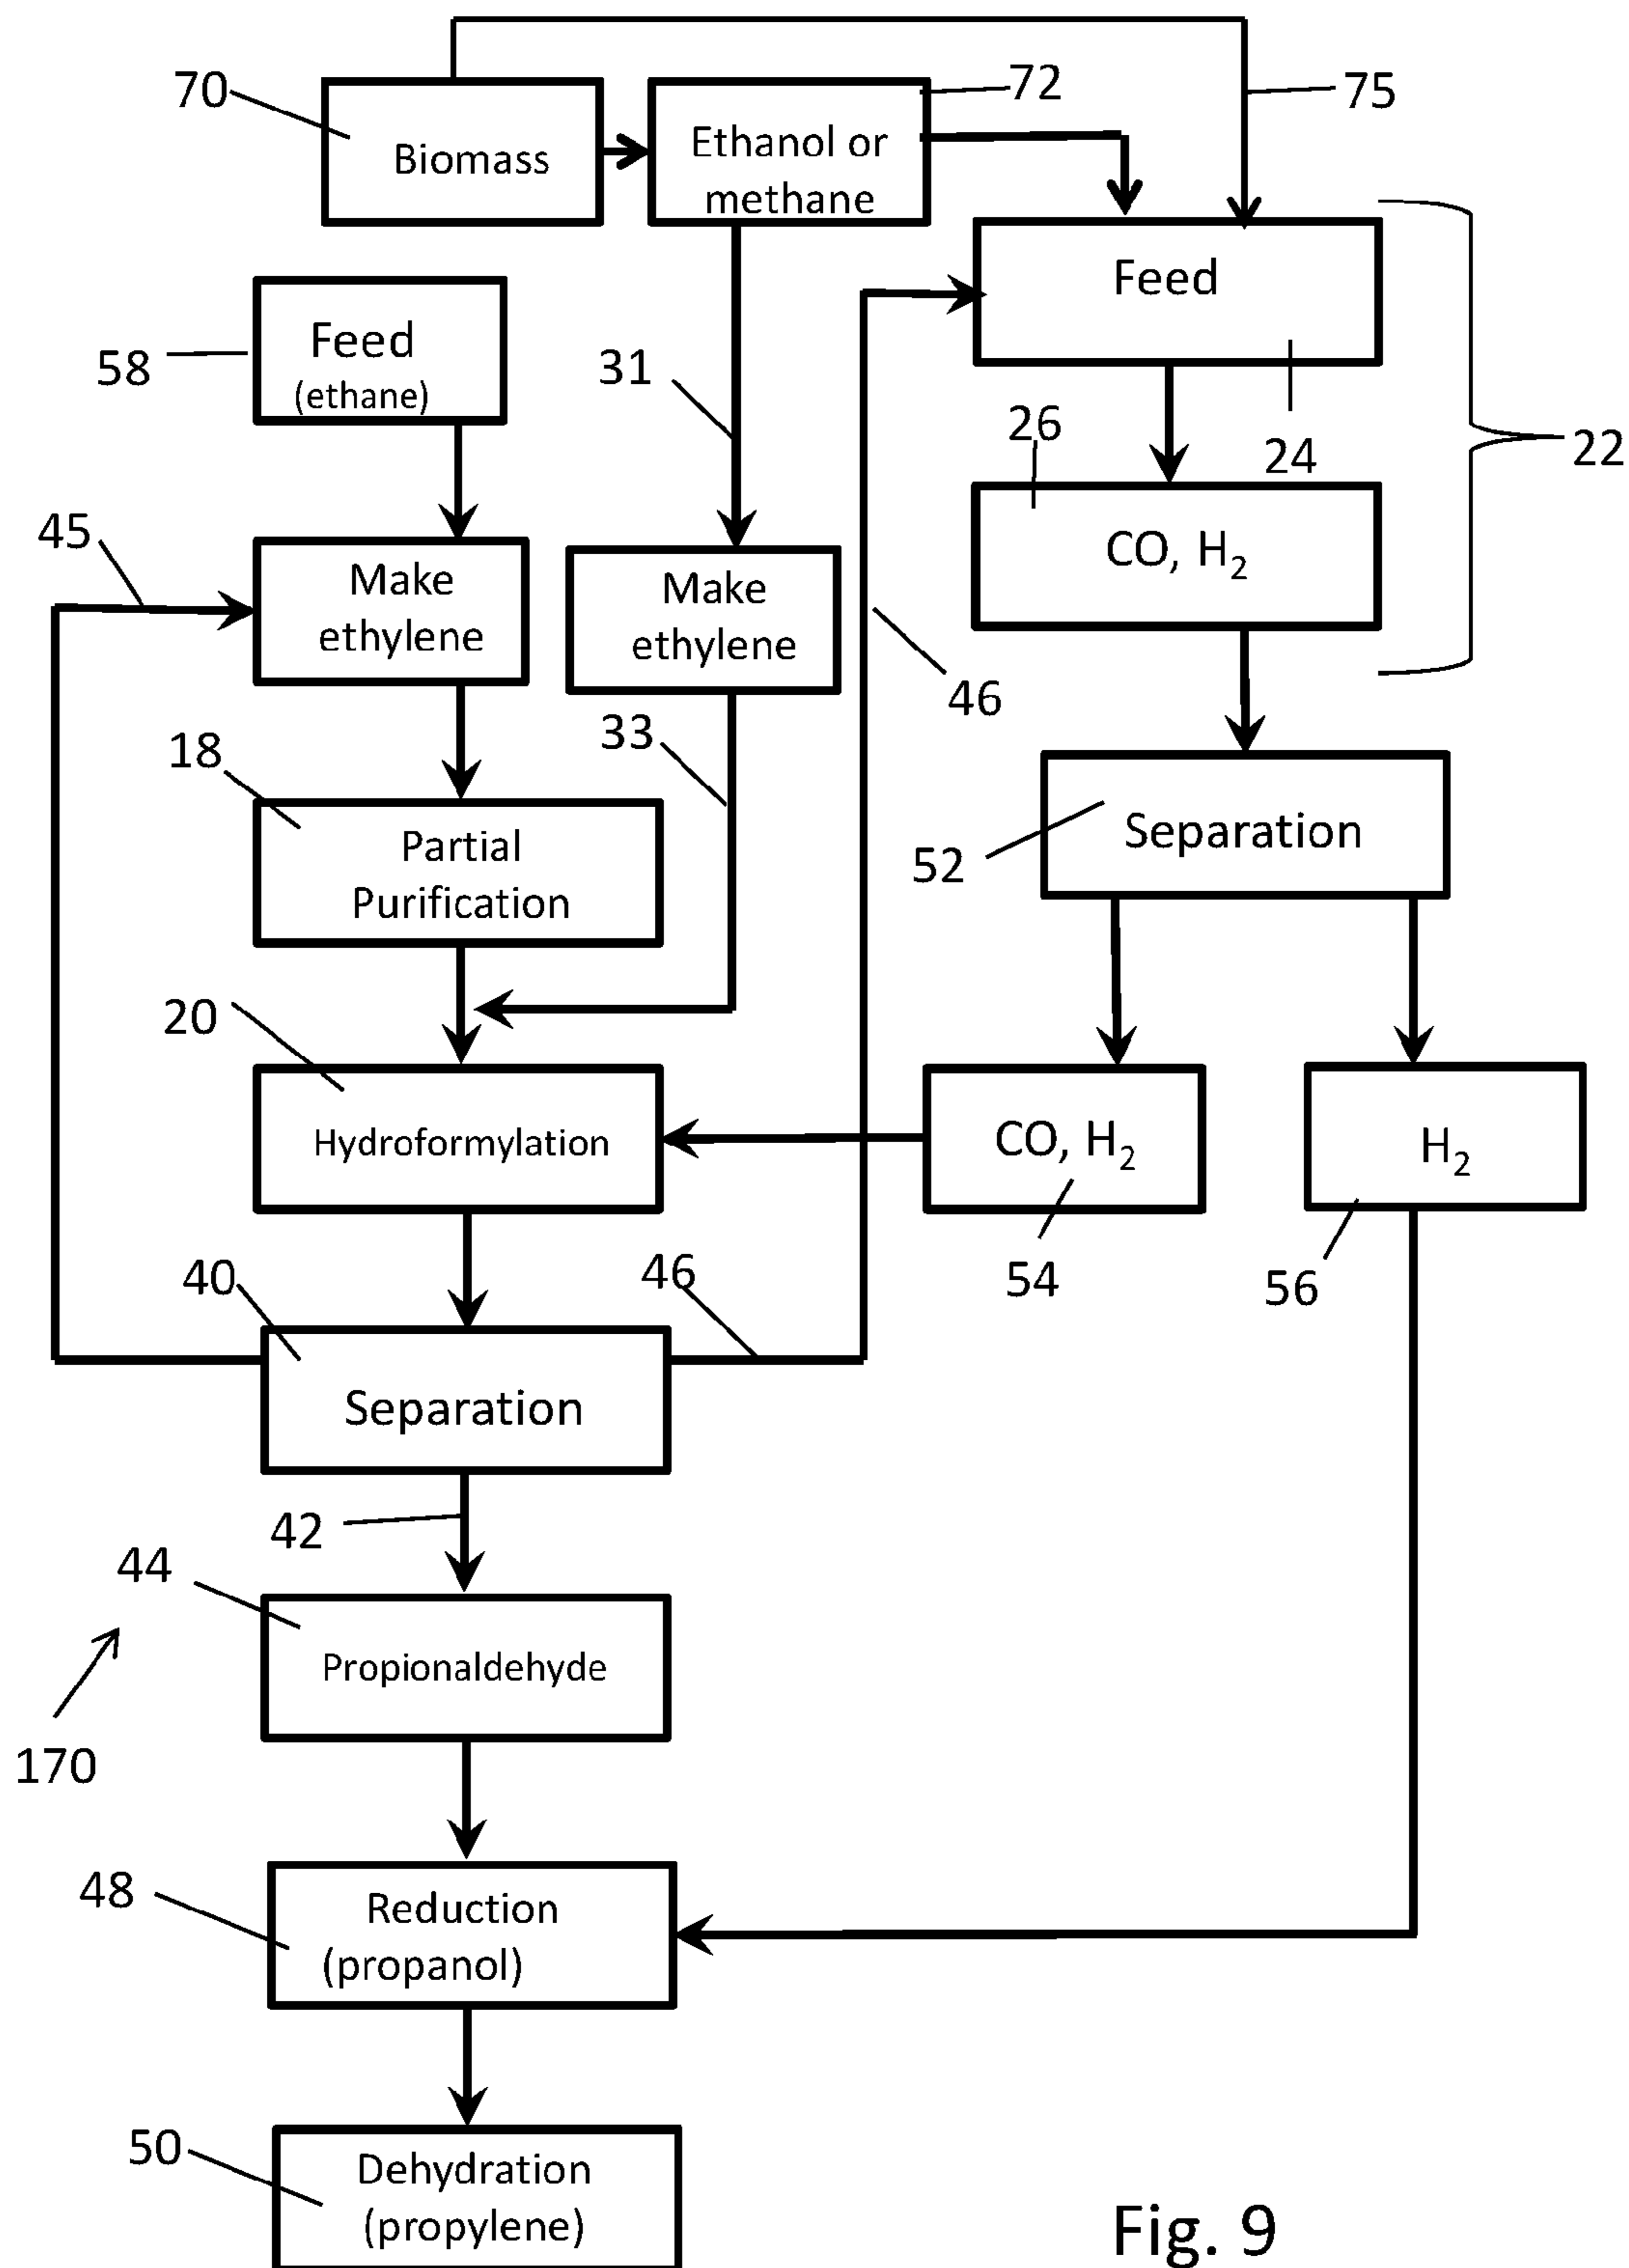 70
Biomass
Ethanol or
methane
72
75
58
Feed
(ethane)
31
Feed
24
22
26
CO, H₂
45
Make
ethylene
Make
ethylene
46
18
33
Partial
Purification
52
Separation
20
Hydroformylation
CO, H₂
54
H₂
56
40
46
Separation
42
44
Propionaldehyde
170
48
Reduction
(propanol)
50
Dehydration
(propylene)
Fig. 9